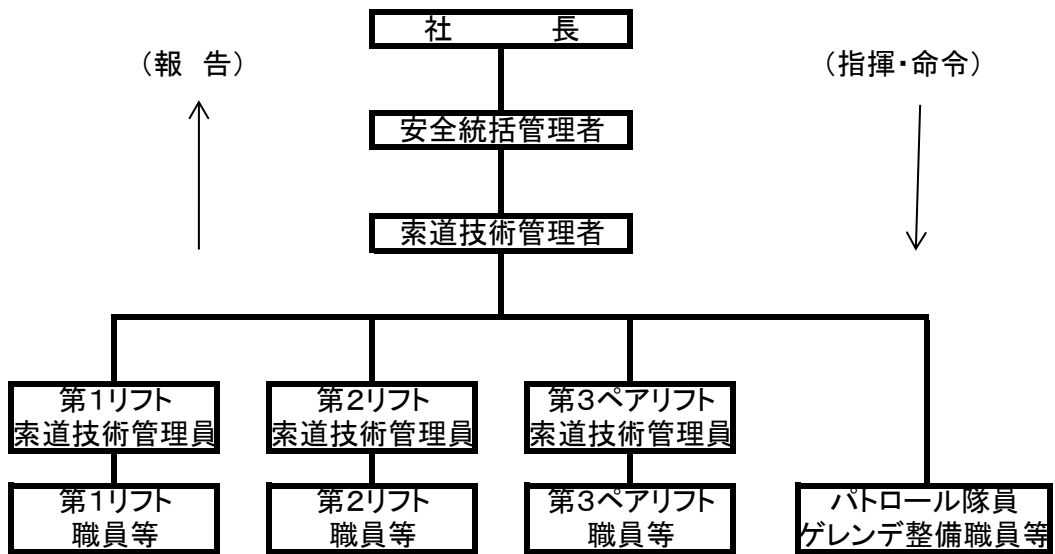 社　　　長
（報　告）
（指揮・命令）
安全統括管理者
索道技術管理者
第１リフト
索道技術管理員
第２リフト
索道技術管理員
第３ペアリフト
索道技術管理員
第１リフト
職員等
第２リフト
職員等
第３ペアリフト
職員等
パトロール隊員
ゲレンデ整備職員等